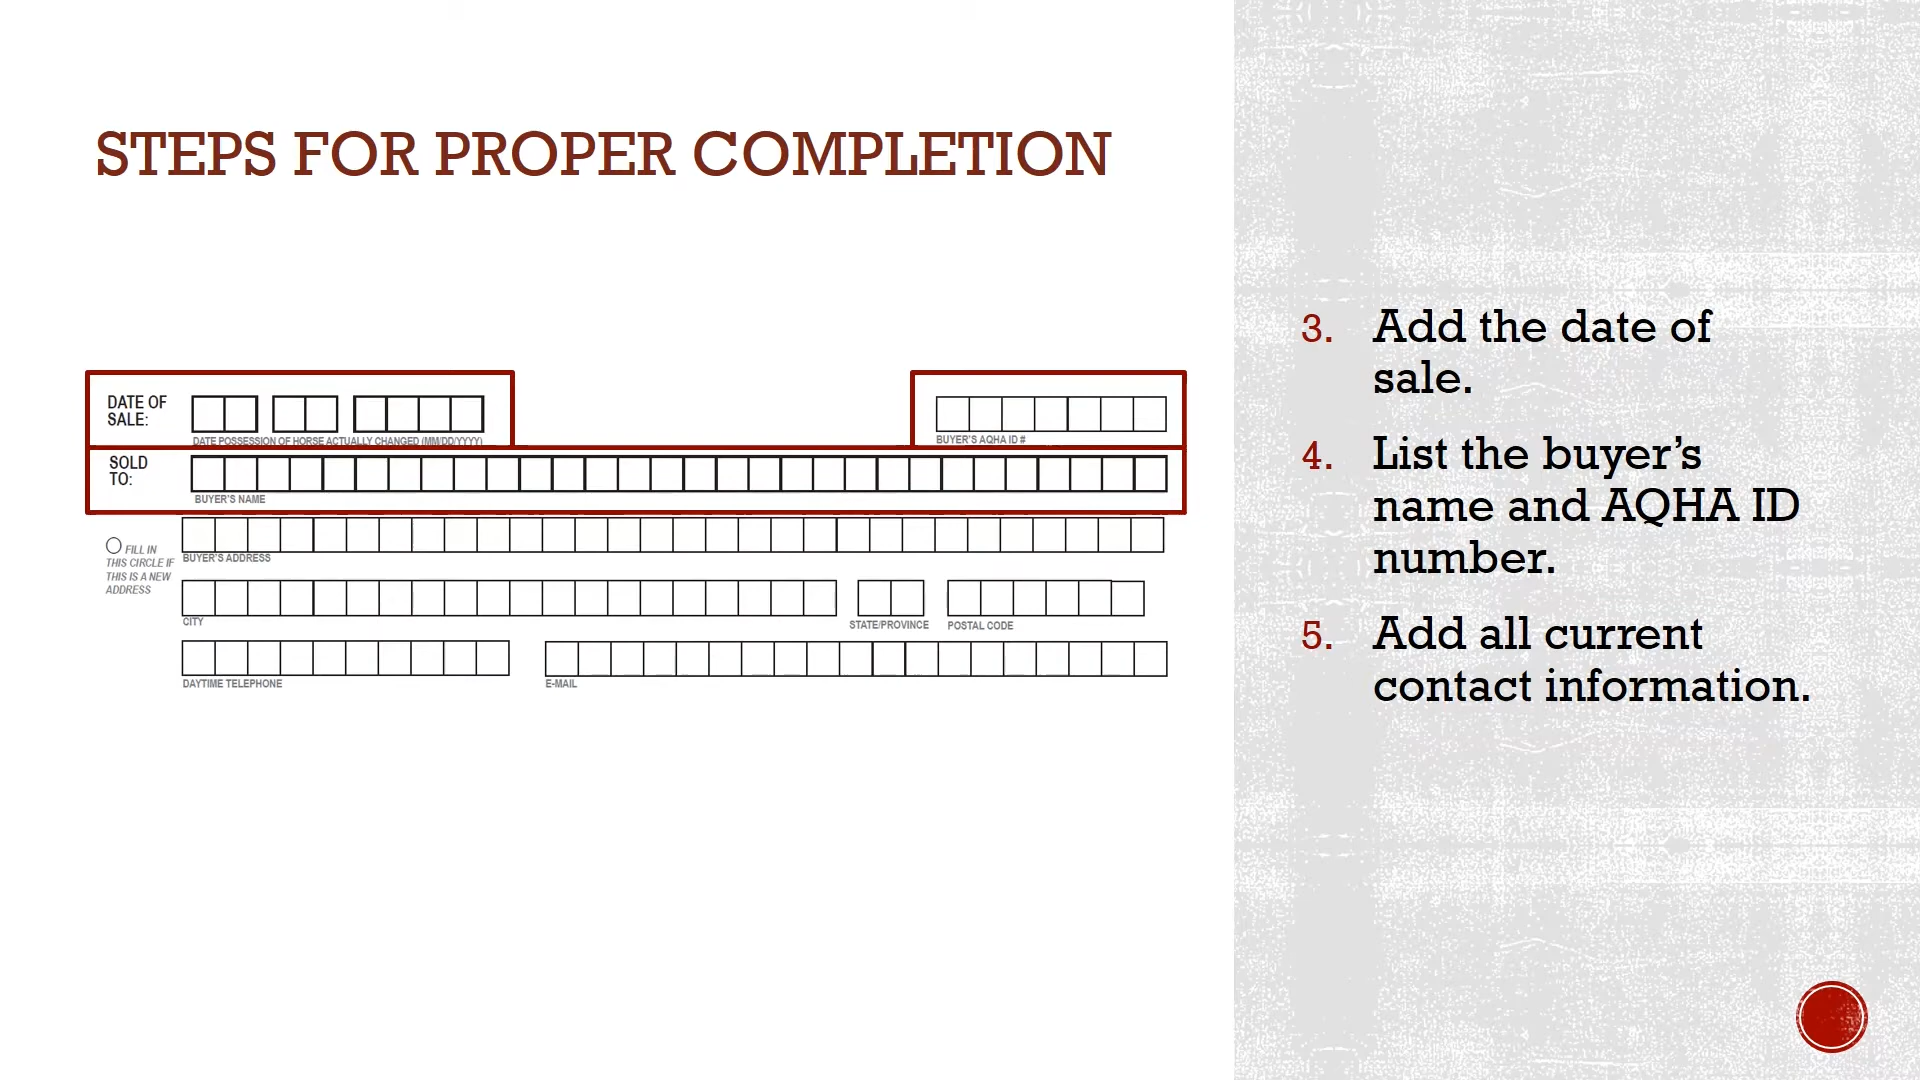 STEPS FOR PROPER COMPLETION
DATE OF
SALE:
DATE POSSESSION OF HORSE ACTUALLY CHANGED (MM/DD/YYYY)
BUYER'S AQHA ID #
SOLD
TO:
BUYER'S NAME
FILL IN
THIS CIRCLE IF
THIS IS A NEW
ADDRESS
BUYER'S ADDRESS
CITY
STATE/PROVINCE
POSTAL CODE
DAYTIME TELEPHONE
E-MAIL
3. Add the date of
sale.
4. List the buyer’s
name and AQHA ID
number.
5. Add all current
contact information.